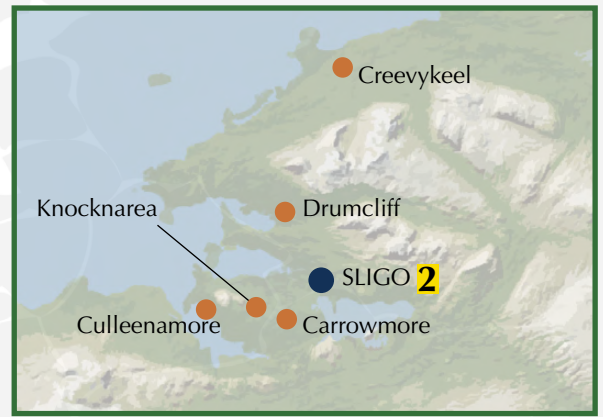 Creevykeel
Knocknarea
Drumcliff
SLIGO 2
Culleenamore
Carrowmore